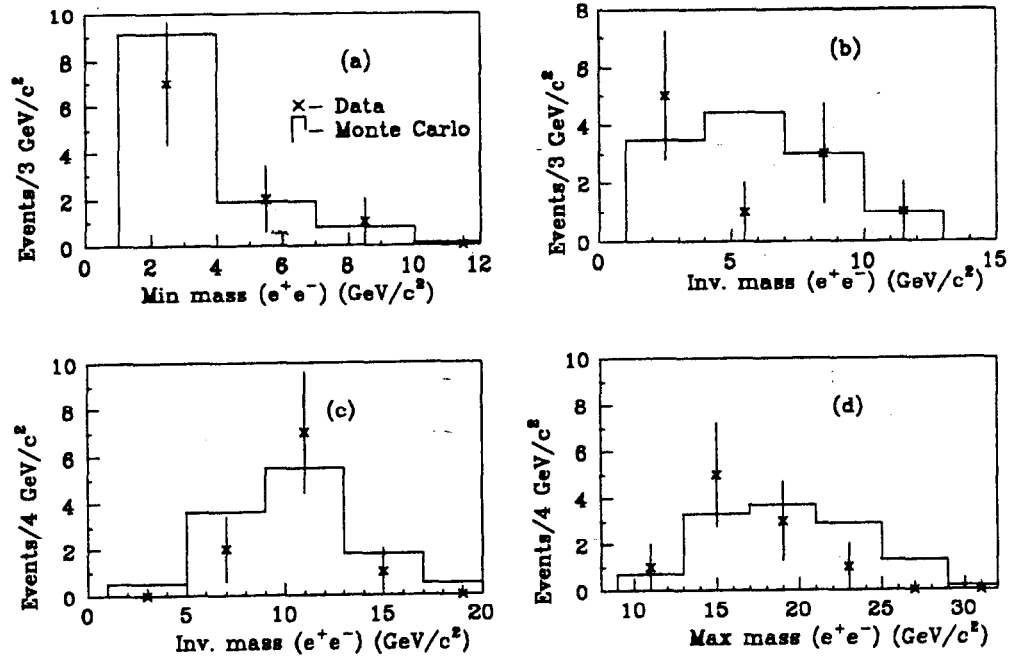 Events/3 GeV/c²
10
8
6
4
2
0
(a)
×– Data
– Monte Carlo
0 2 4 6 8 10 12
Min mass (e⁺e⁻) (GeV/c²)
Events/3 GeV/c²
8
6
4
2
0
(b)
0 5 10 15
Inv. mass (e⁺e⁻) (GeV/c²)
Events/4 GeV/c²
10
8
6
4
2
0
(c)
0 5 10 15 20
Inv. mass (e⁺e⁻) (GeV/c²)
Events/4 GeV/c²
10
8
6
4
2
0
(d)
10 15 20 25 30
Max mass (e⁺e⁻) (GeV/c²)